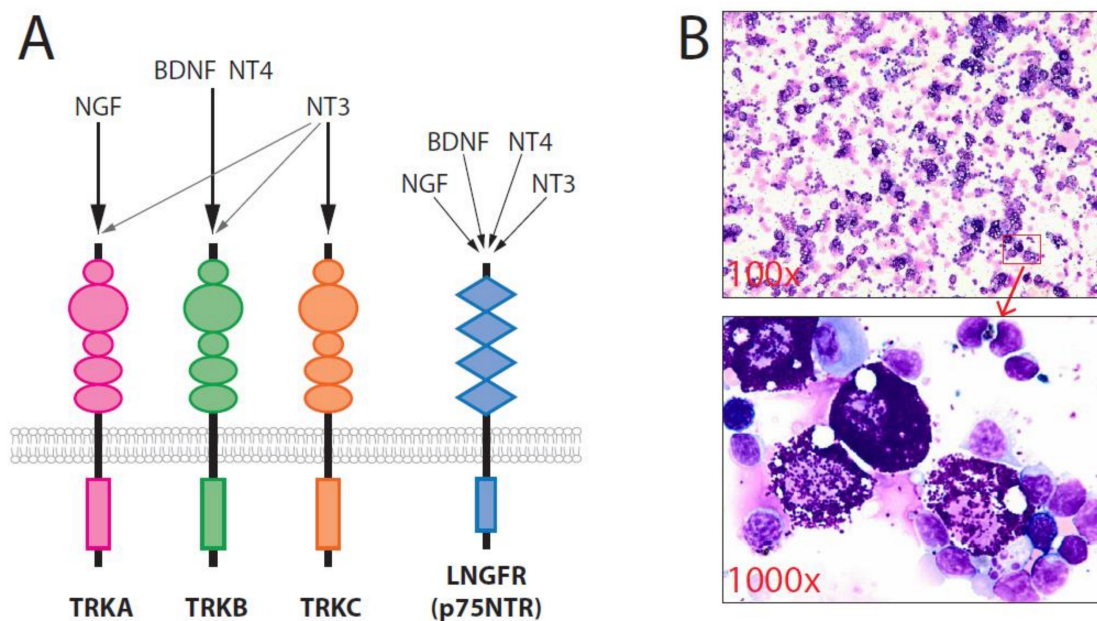 A
BDNF NT4
NGF
NT3
BDNF
NT4
NGF
NT3
TRKA
TRKB
TRKC
LNGFR
(p75NTR)
B
100x
1000x